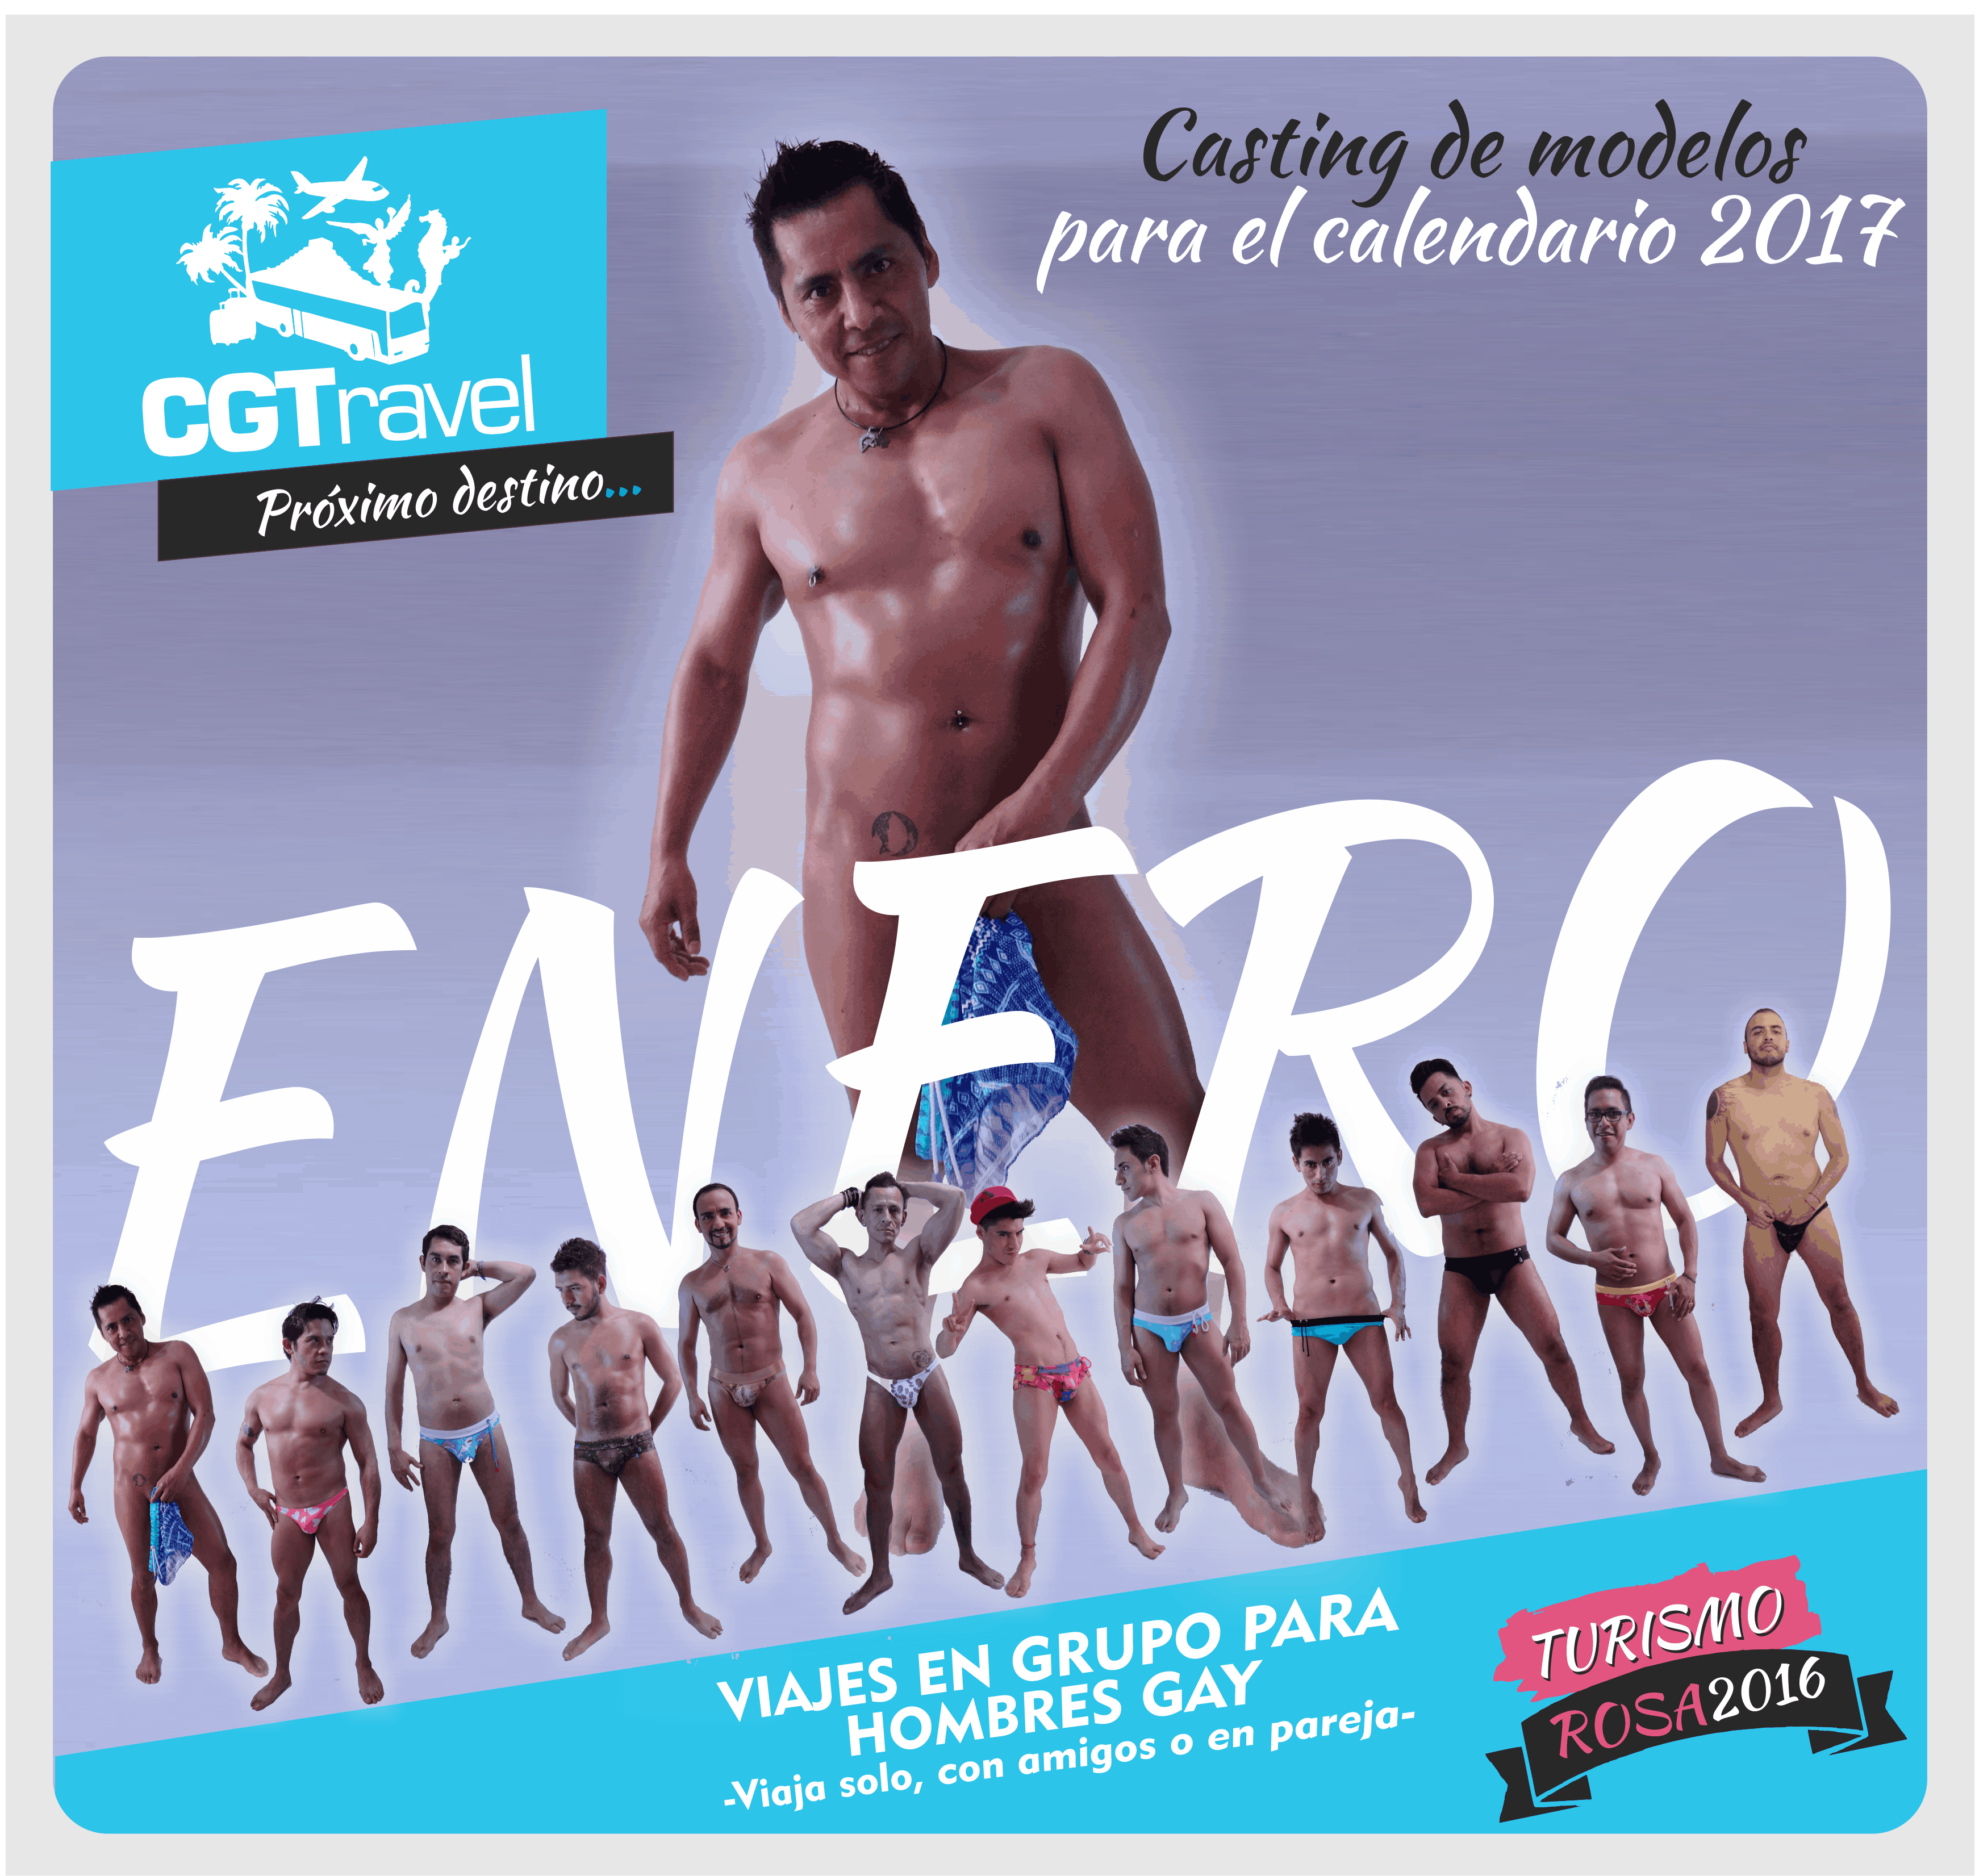 Casting de modelos
para el calendario 2017
CGTravel
Próximo destino...
ENERO
VIAJES EN GRUPO PARA
HOMBRES GAY
-Viaja solo, con amigos o en pareja-
TURISMO
ROSA2016